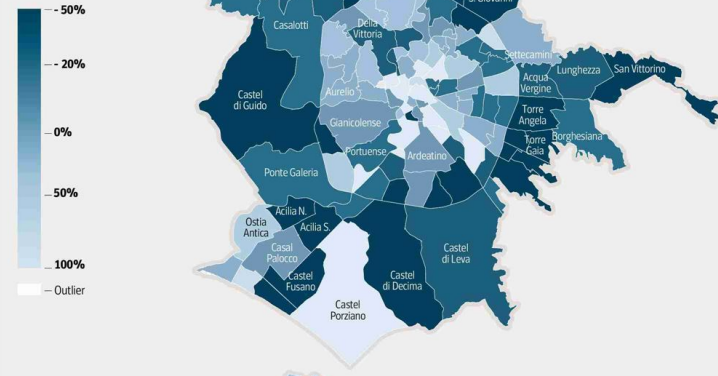 - 50%
- 20%
- 0%
50%
100%
Outlier
S. Giovanni
Casalotti
Della
Vittoria
Settecamini
Lunghezza
San Vittorino
Acqua
Vergine
Castel
di Guido
Aurelio
Torre
Angela
Gianicolense
Borghesiana
Torre
Gaia
Portuense
Ardeatino
Ponte Galeria
Acilia N.
Ostia
Antica
Acilia S.
Casal
Palocco
Castel
di Leva
Castel
Fusano
Castel
di Decima
Castel
Porziano